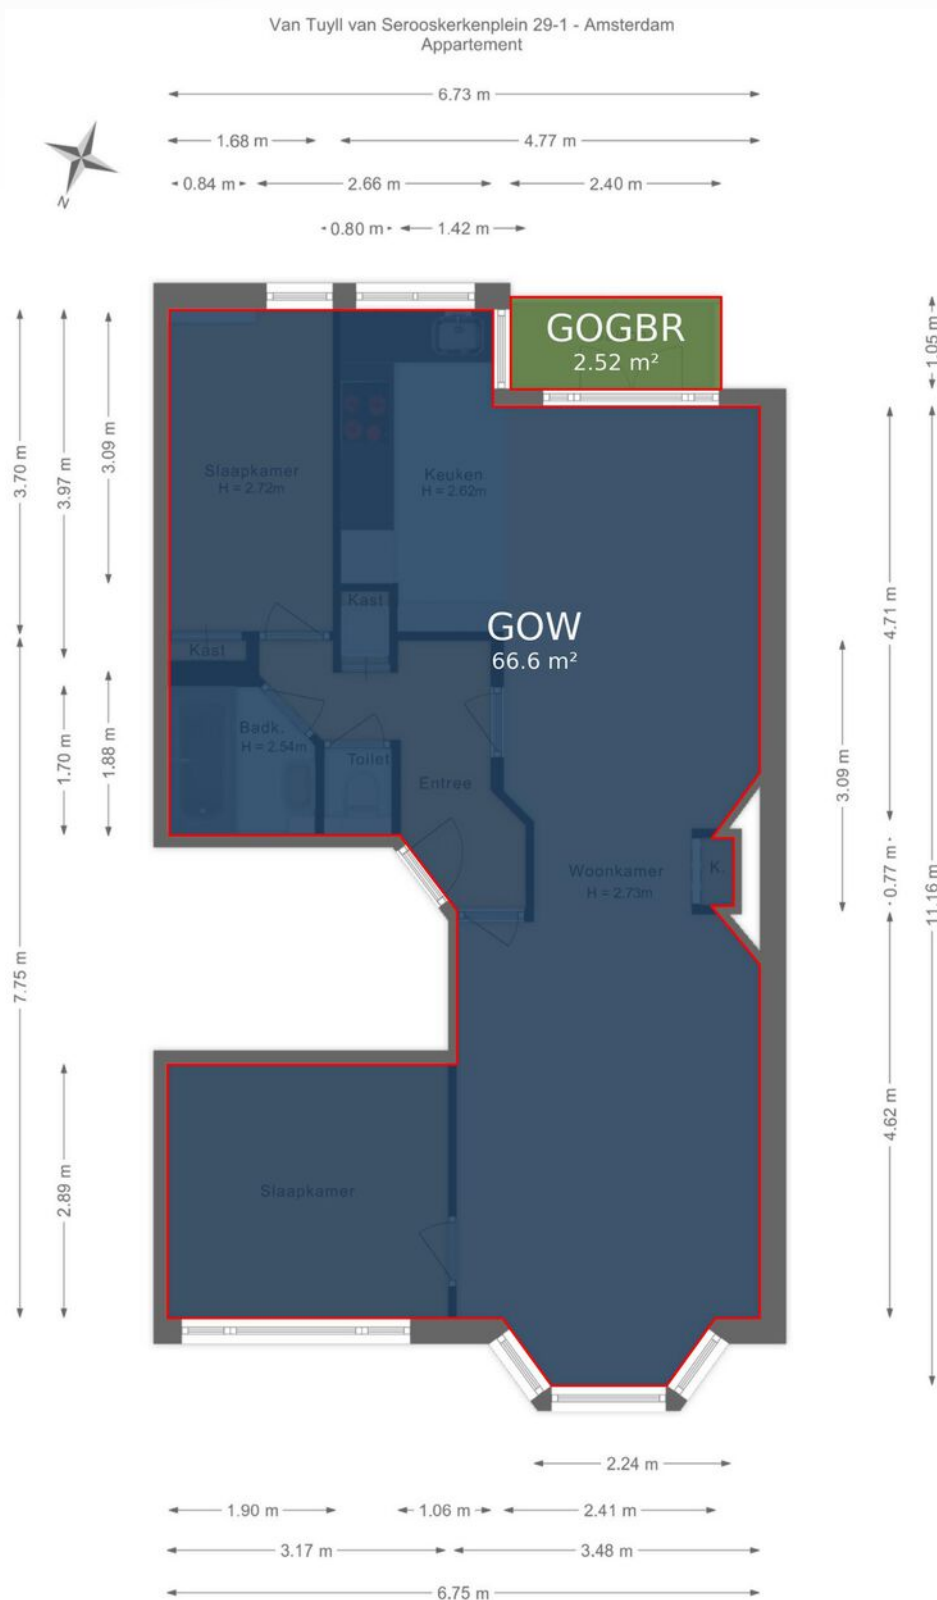 Van Tuyll van Serooskerkenplein 29-1 - Amsterdam
Appartement
6.73 m
1.68 m
4.77 m
0.84 m
2.66 m
2.40 m
0.80 m
1.42 m
N
GOGBR
2.52 m²
1.05 m
3.70 m
3.97 m
3.09 m
Slaapkamer
H = 2.72m
Keuken
H = 2.62m
Kast
GOW
66.6 m²
4.71 m
Kast
1.70 m
1.88 m
Badk.
H = 2.54m
Toilet
Entree
3.09 m
Woonkamer
H = 2.73m
K.
0.77 m
11.16 m
7.75 m
2.89 m
4.62 m
Slaapkamer
2.24 m
1.90 m
1.06 m
2.41 m
3.17 m
3.48 m
6.75 m